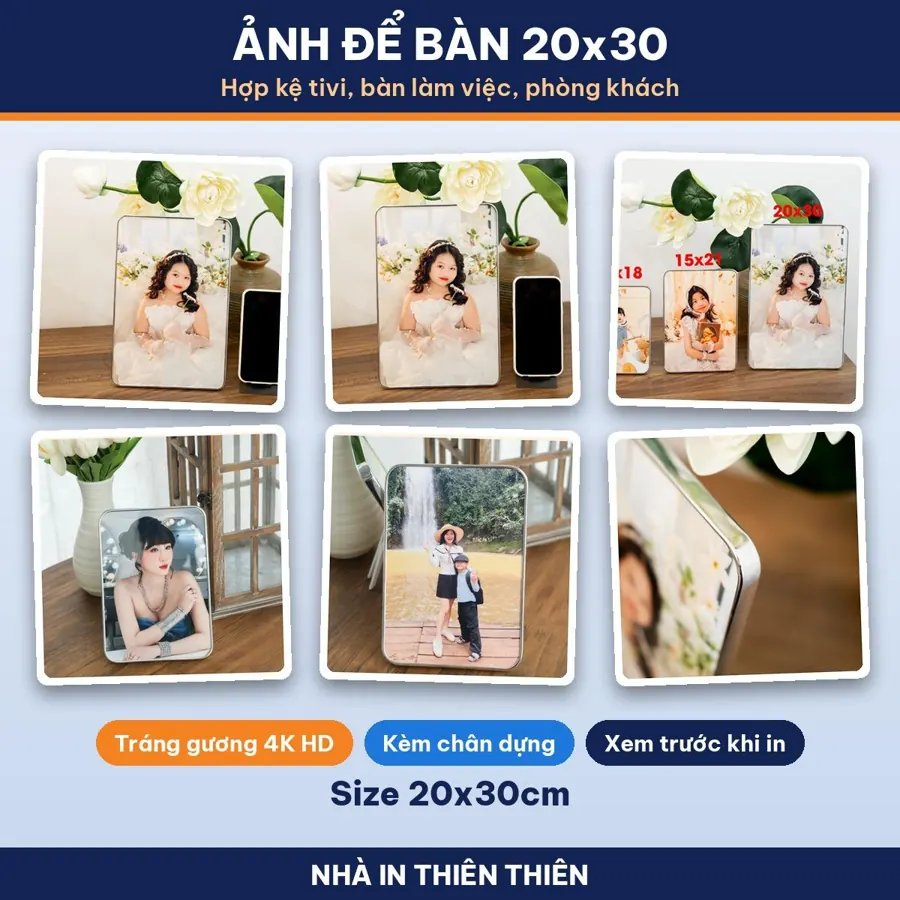 ẢNH ĐỂ BÀN 20x30
Hợp kệ tivi, bàn làm việc, phòng khách
20x30
15x21
x18
Tráng gương 4K HD
Kèm chân dựng
Xem trước khi in
Size 20x30cm
NHÀ IN THIÊN THIÊN